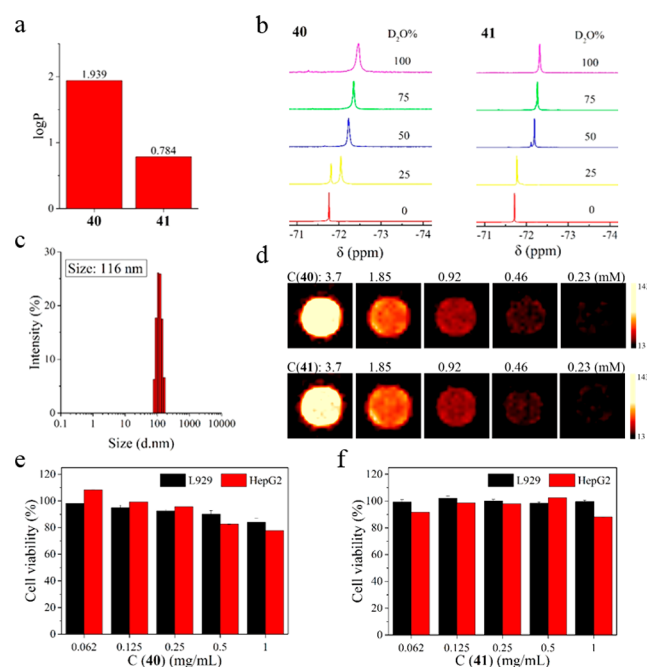 a
logP
2
1
0
1.939
0.784
40
41
b
40
D₂O%
100
75
50
25
0
-71 -72 -73 -74
δ (ppm)
41
D₂O%
100
75
50
25
0
-71 -72 -73 -74
δ (ppm)
c
Size: 116 nm
Intensity (%)
40
30
20
10
0
0.1 1 10 100 1000 10000
Size (d.nm)
d
C(40): 3.7 1.85 0.92 0.46 0.23 (mM)
13
C(41): 3.7 1.85 0.92 0.46 0.23 (mM)
13
e
L929 HepG2
Cell viability (%)
120
100
80
60
40
20
0
0.062 0.125 0.25 0.5 1
C (40) (mg/mL)
f
L929 HepG2
Cell viability (%)
120
100
80
60
40
20
0
0.062 0.125 0.25 0.5 1
C (41) (mg/mL)